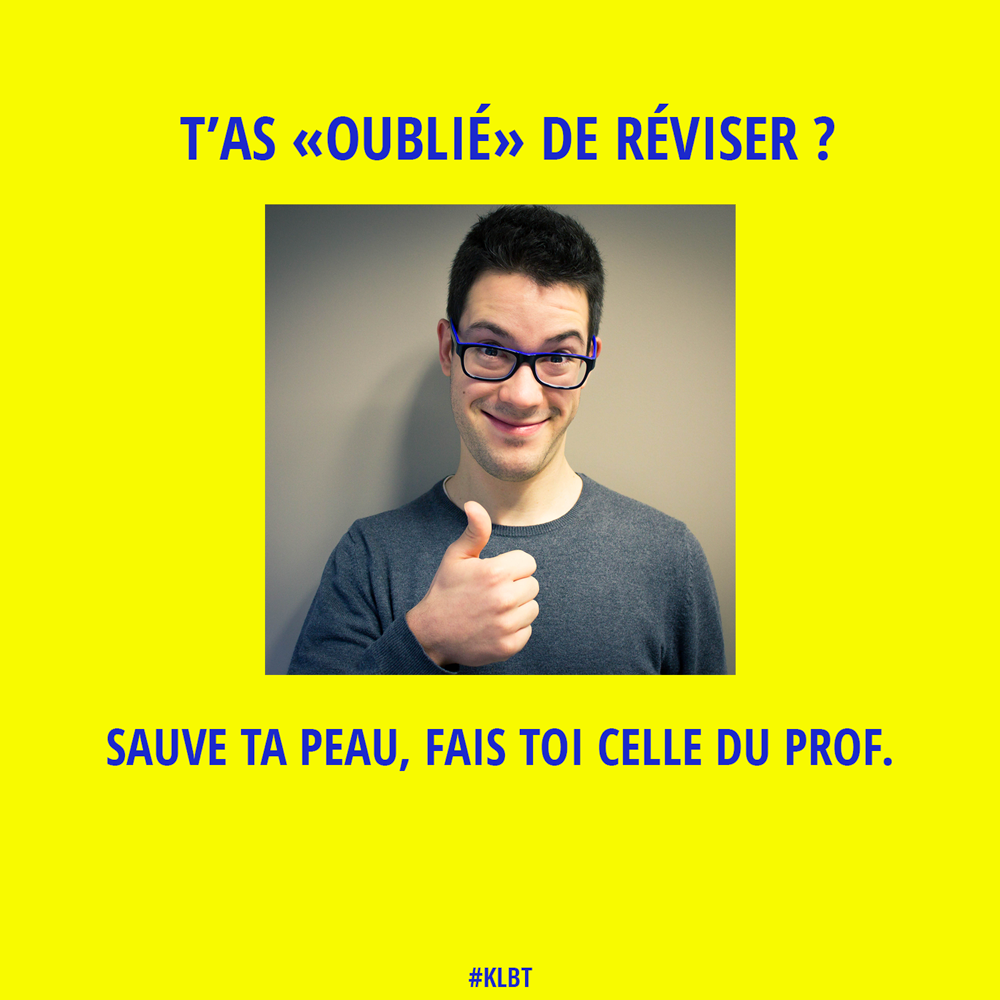 T’AS «OUBLIÉ» DE RÉVISER ?
SAUVE TA PEAU, FAIS TOI CELLE DU PROF.
#KLBT